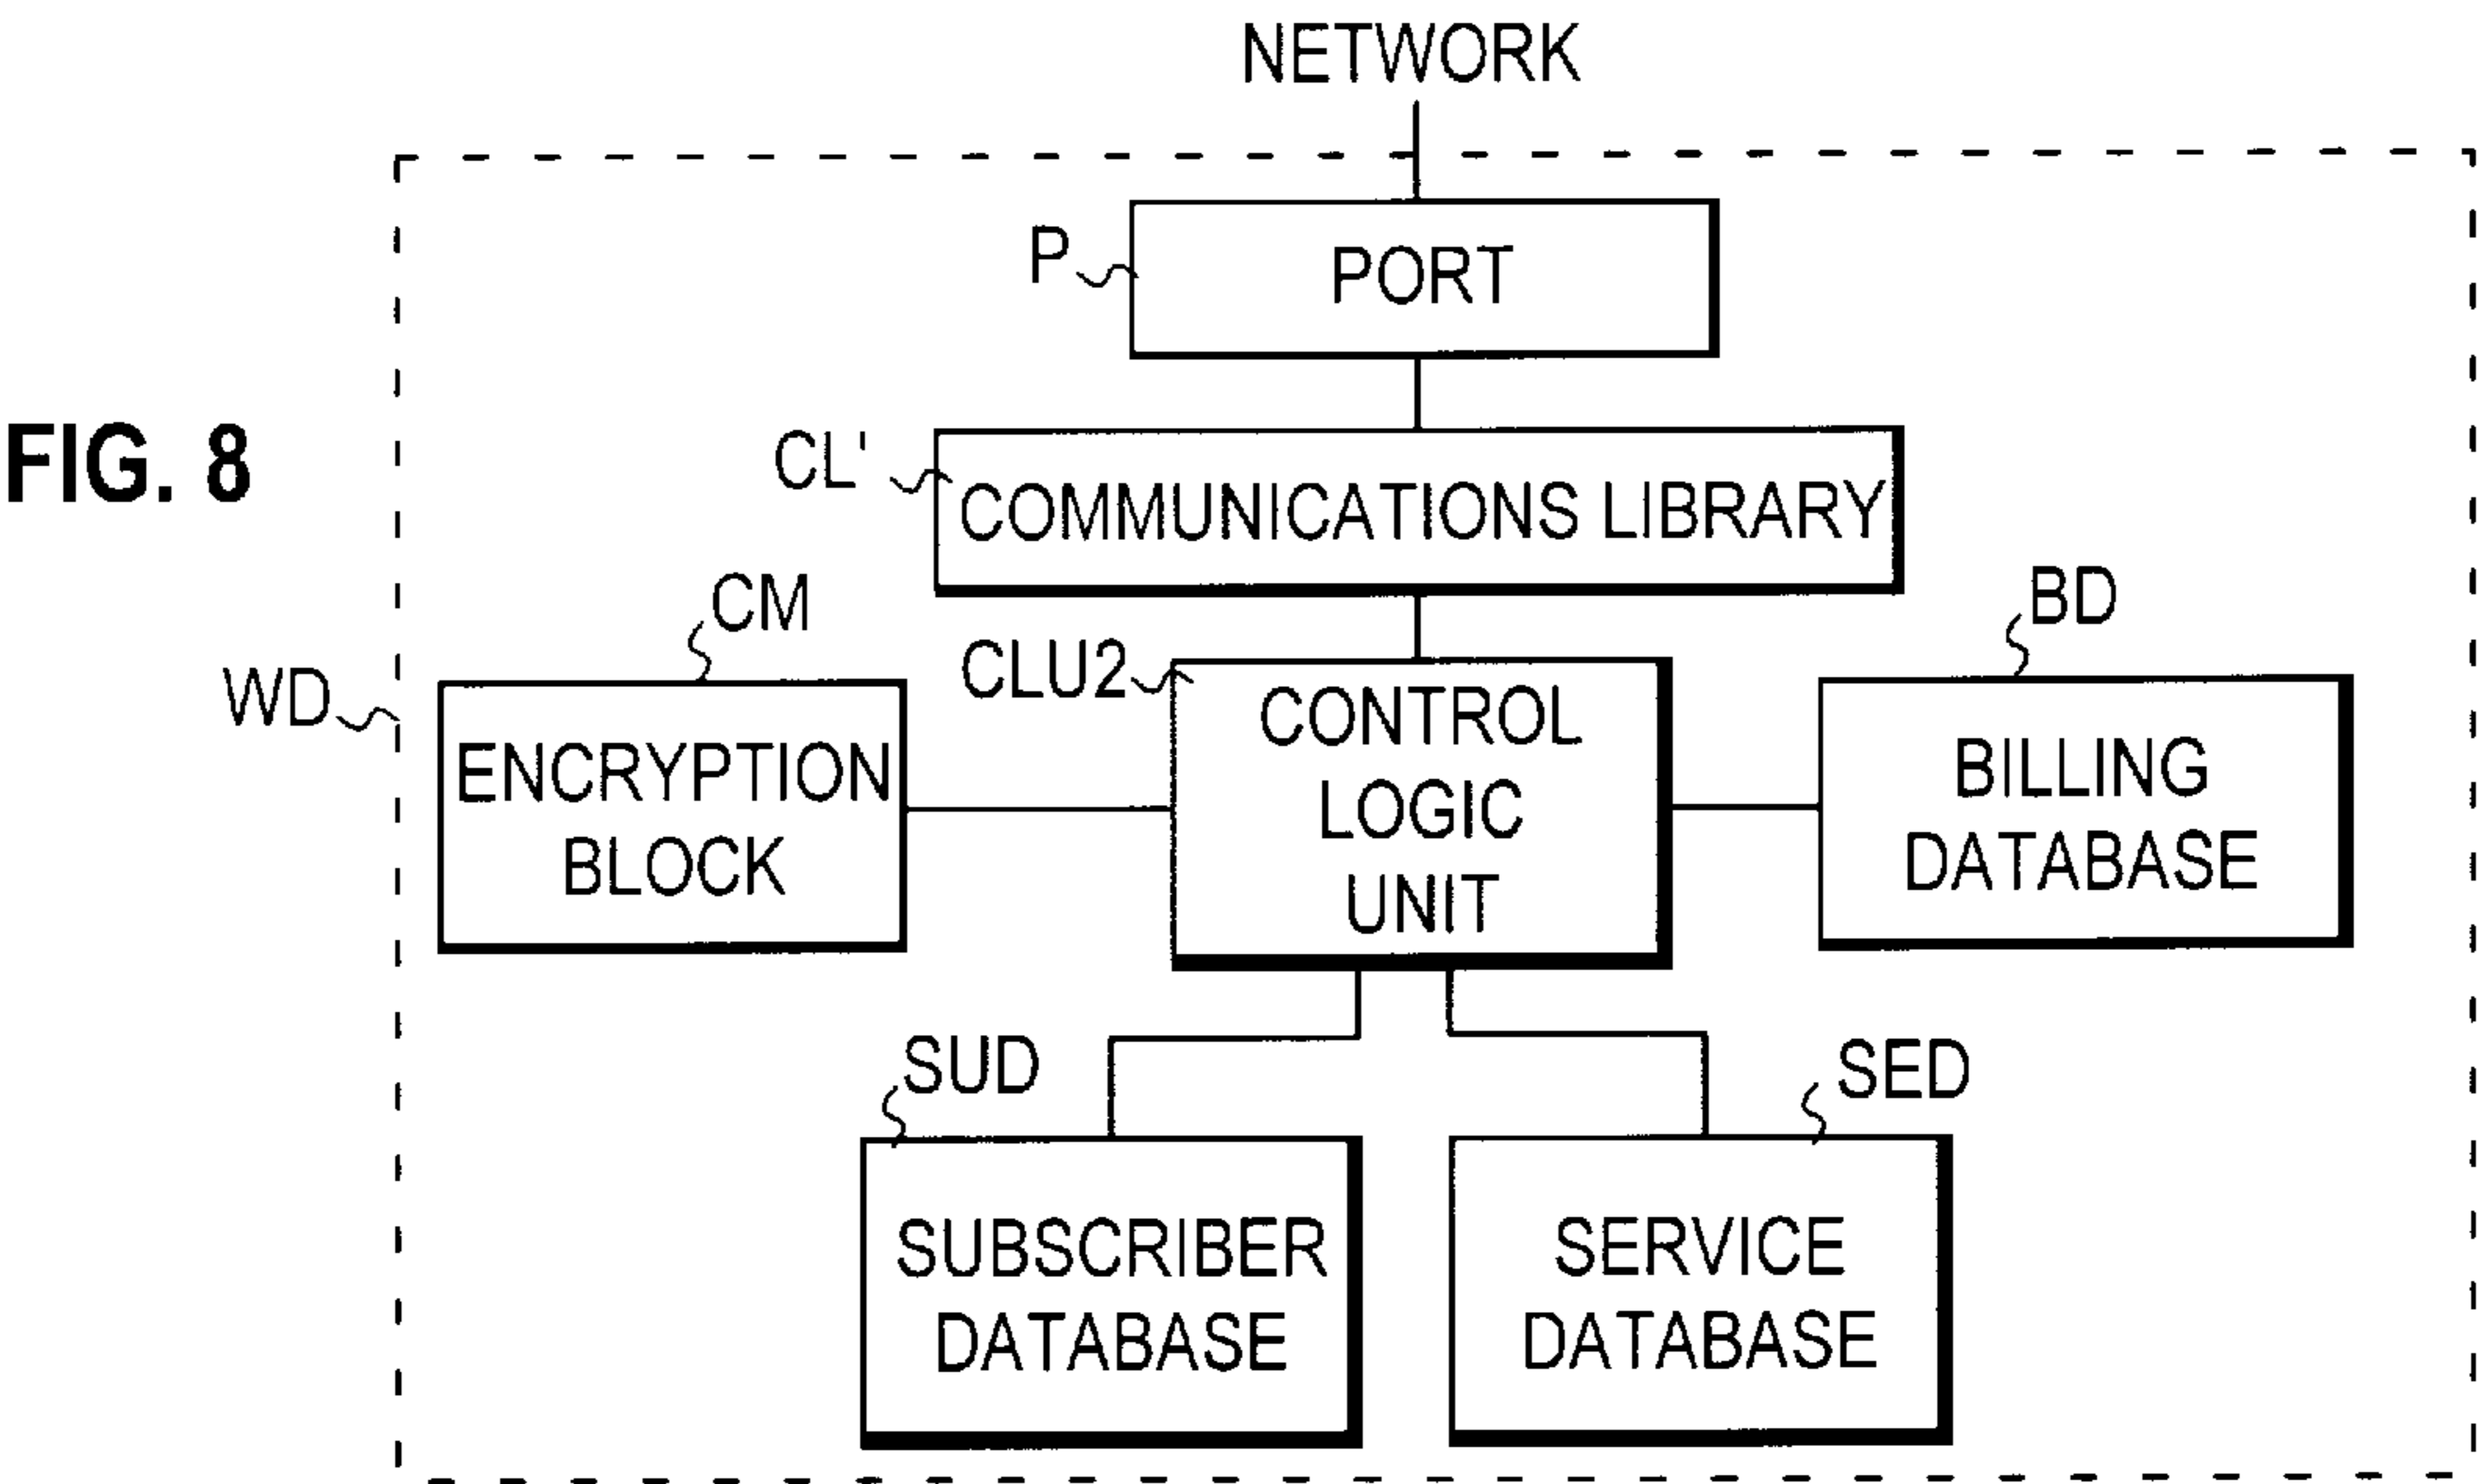 NETWORK
P
PORT
FIG. 8
CL'
COMMUNICATIONS LIBRARY
CM
BD
WD
CLU2
ENCRYPTION
BLOCK
CONTROL
LOGIC
UNIT
BILLING
DATABASE
SUD
SED
SUBSCRIBER
DATABASE
SERVICE
DATABASE